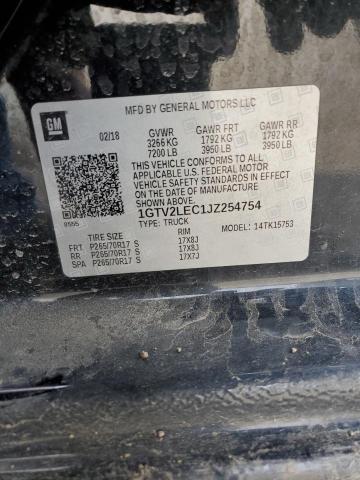 MFD BY GENERAL MOTORS LLC
GM
02/18
GVWR GAWR FRT GAWR RR
3266 KG 1792 KG 1792 KG
7200 LB 3950 LB 3950 LB
THIS VEHICLE CONFORMS TO ALL
APPLICABLE U.S. FEDERAL MOTOR
VEHICLE SAFETY STANDARDS IN EFFECT
ON THE DATE OF MANUFACTURE
SHOWN ABOVE.
1GTV2LEC1JZ254754
TYPE: TRUCK MODEL: 14TK15753
TIRE SIZE RIM
FRT P265/70R17 S 17X8J
RR P265/70R17 S 17X8J
SPA P265/70R17 S 17X7J